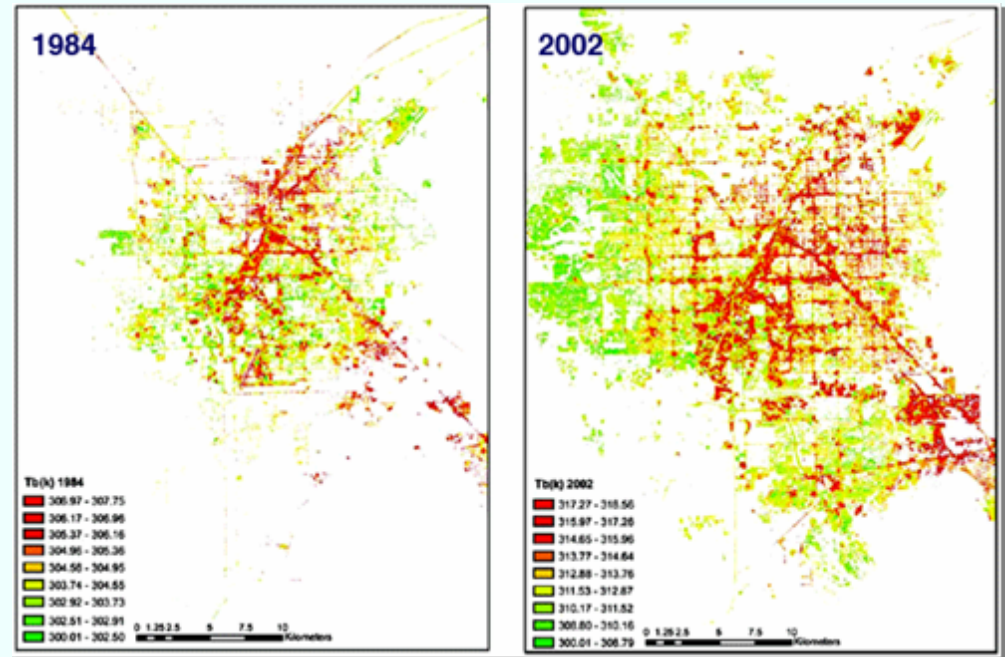 1984
Tb(k) 1984
306.97 - 307.75
306.17 - 306.96
305.37 - 306.16
304.96 - 305.36
304.56 - 304.95
303.74 - 304.55
302.92 - 303.73
302.51 - 302.91
300.01 - 302.50
0 1.25 2.5 5 7.5 10
Kilometers
2002
Tb(k) 2002
317.27 - 318.56
315.97 - 317.26
314.65 - 315.96
313.77 - 314.64
312.88 - 313.76
311.53 - 312.87
310.17 - 311.52
308.80 - 310.16
300.01 - 308.79
0 1.25 2.5 5 7.5 10
Kilometers